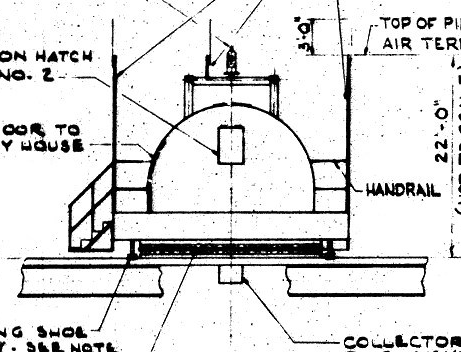 ON HATCH
NO. 2
OOR TO
Y HOUSE
3'-0"
TOP OF PI
AIR TER
22'-0"
HANDRAIL
NG SHOE
Y. SEE NOTE
COLLECTOR